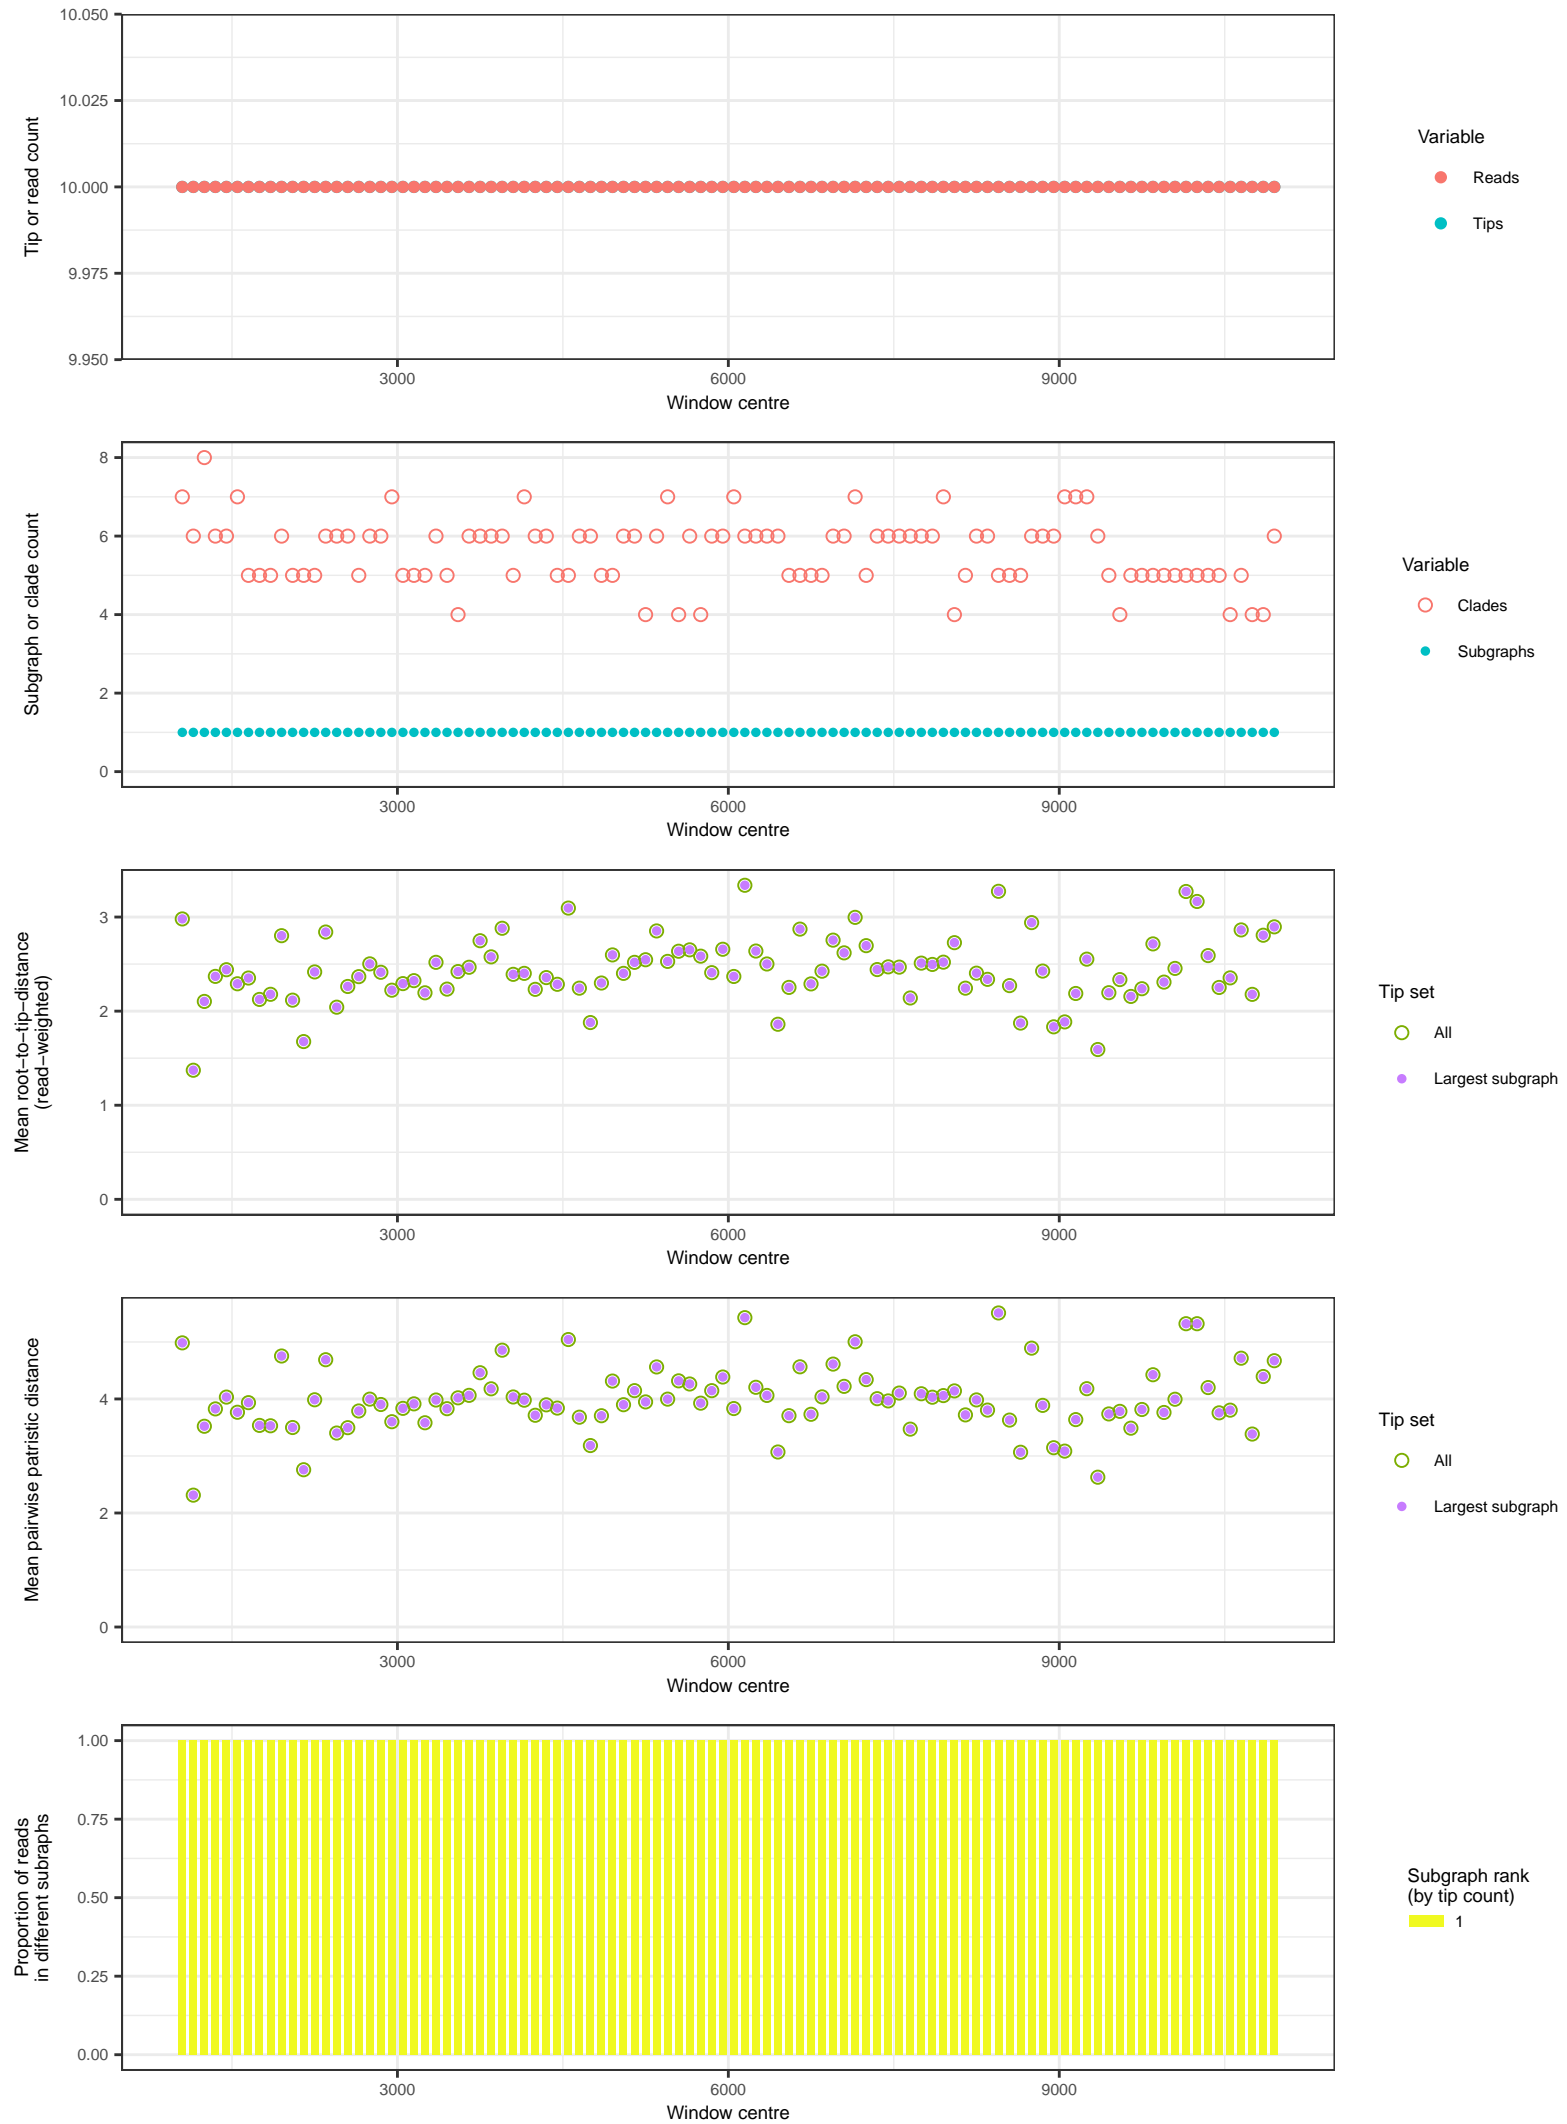 10.050
10.025
10.000
9.975
9.950
Tip or read count
3000
6000
9000
Window centre
Variable
Reads
Tips
8
6
4
2
0
Subgraph or clade count
3000
6000
9000
Window centre
Variable
Clades
Subgraphs
3
2
1
0
Mean root−to−tip−distance
(read−weighted)
3000
6000
9000
Window centre
Tip set
All
Largest subgraph
4
2
0
Mean pairwise patristic distance
3000
6000
9000
Window centre
Tip set
All
Largest subgraph
1.00
0.75
0.50
0.25
0.00
Proportion of reads
in different subraphs
3000
6000
9000
Window centre
Subgraph rank
(by tip count)
1